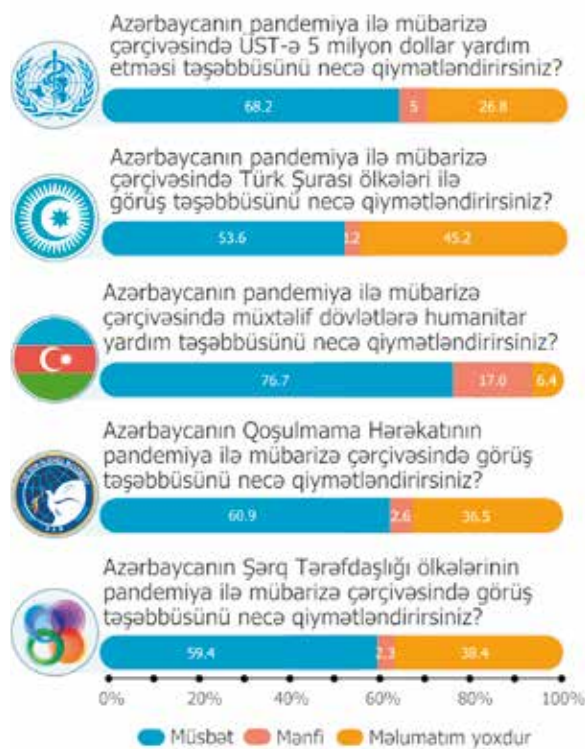 Azərbaycanın pandemiya ilə mübarizə
çərçivəsində ÜST-ə 5 milyon dollar yardım
etməsi təşəbbüsünü necə qiymətləndirirsiniz?
68.2 5 26.8
Azərbaycanın pandemiya ilə mübarizə
çərçivəsində Türk Şurası ölkələri ilə
görüş təşəbbüsünü necə qiymətləndirirsiniz?
53.6 1.2 45.2
Azərbaycanın pandemiya ilə mübarizə
çərçivəsində müxtəlif dövlətlərə humanitar
yardım təşəbbüsünü necə qiymətləndirirsiniz?
76.7 17.0 6.4
Azərbaycanın Qoşulmama Hərəkatının
pandemiya ilə mübarizə çərçivəsində görüş
təşəbbüsünü necə qiymətləndirirsiniz?
60.9 2.6 36.5
Azərbaycanın Şərq Tərəfdaşlığı ölkələrinin
pandemiya ilə mübarizə çərçivəsində görüş
təşəbbüsünü necə qiymətləndirirsiniz?
59.4 2.3 38.4
0% 20% 40% 60% 80% 100%
Müsbət Mənfi Məlumatım yoxdur